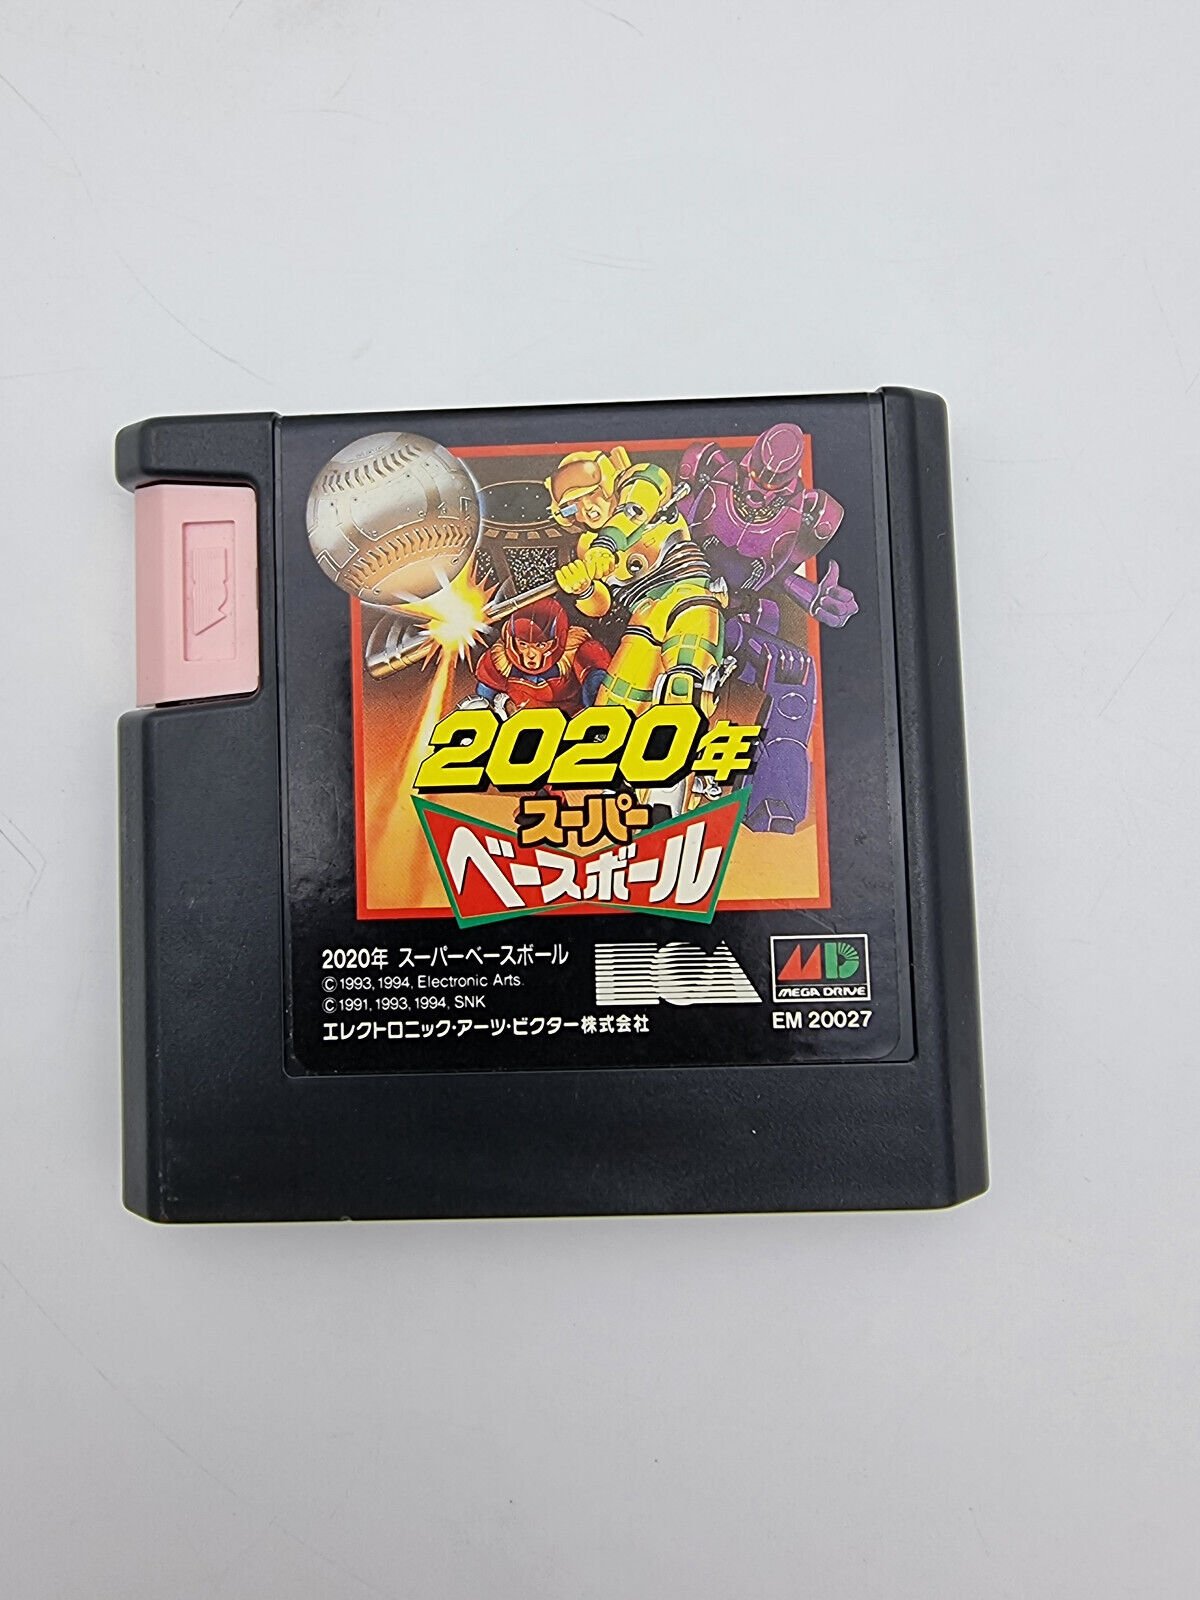 2020年
スーパー
ベースボール
2020年 スーパーベースボール
© 1993, 1994, Electronic Arts.
© 1991, 1993, 1994, SNK
エレクトロニック・アーツ・ビクター株式会社
EA
MD
MEGA DRIVE
EM 20027